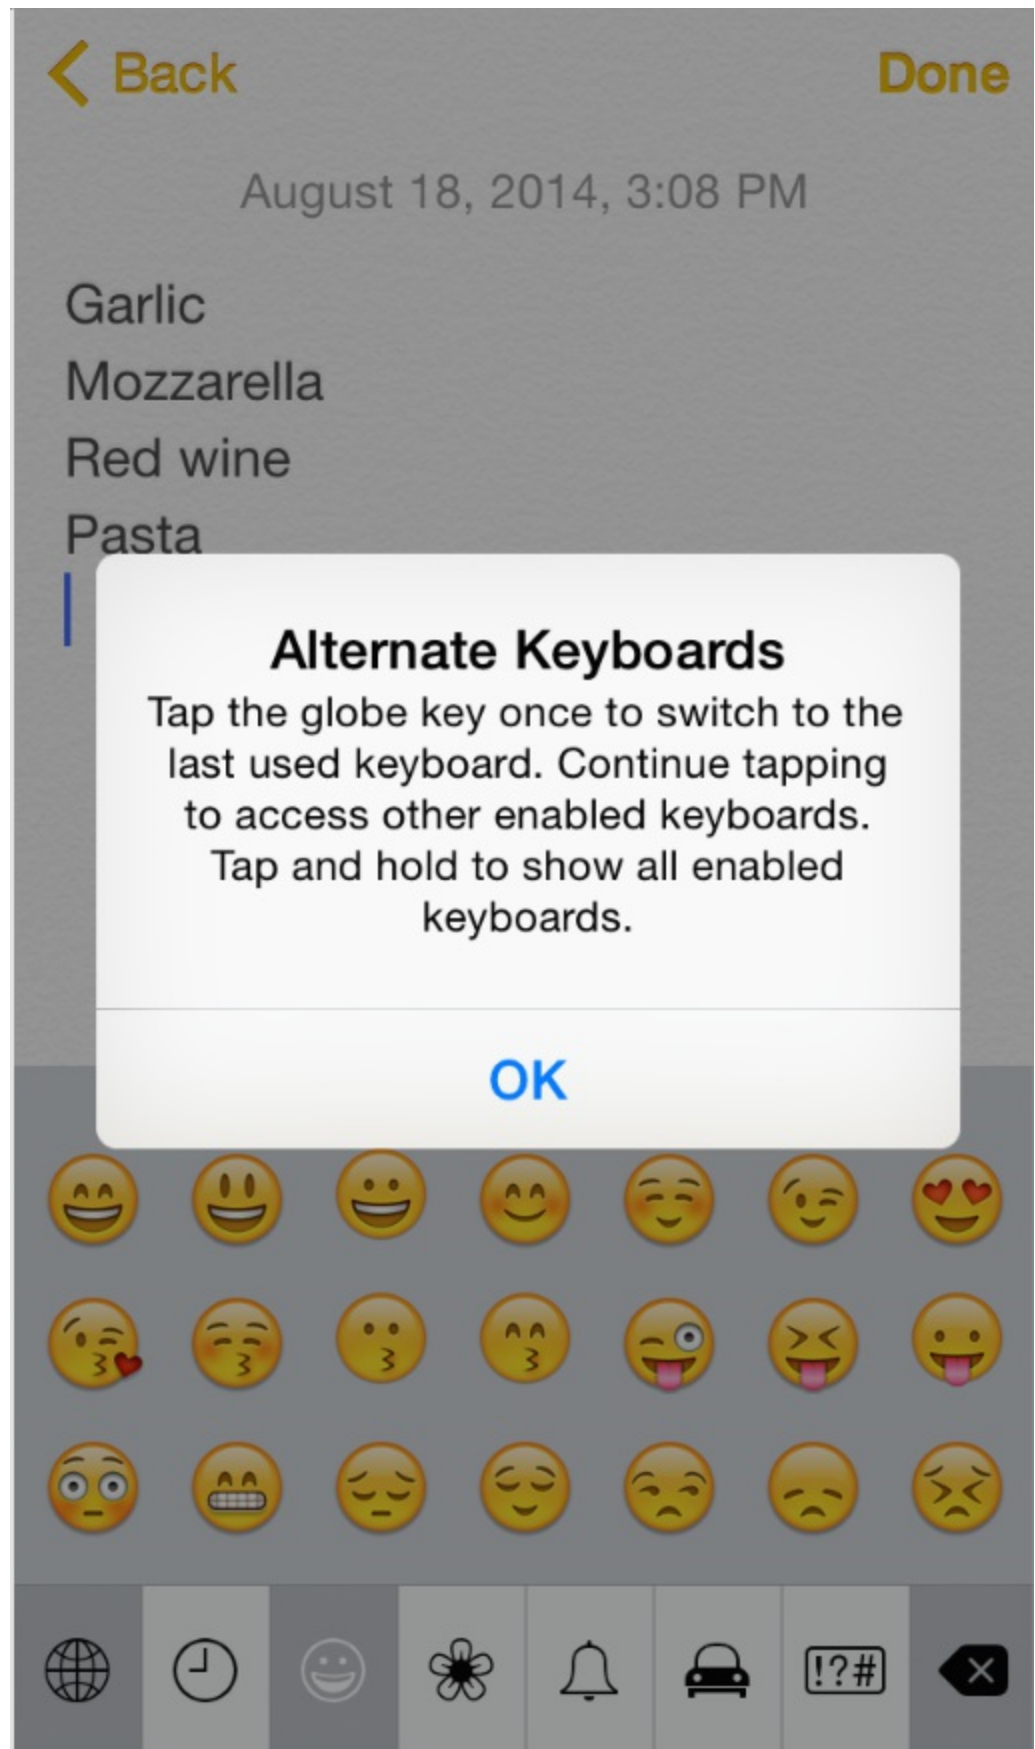 Back
Done
August 18, 2014, 3:08 PM
Garlic
Mozzarella
Red wine
Pasta
Alternate Keyboards
Tap the globe key once to switch to the
last used keyboard. Continue tapping
to access other enabled keyboards.
Tap and hold to show all enabled
keyboards.
OK
!?#